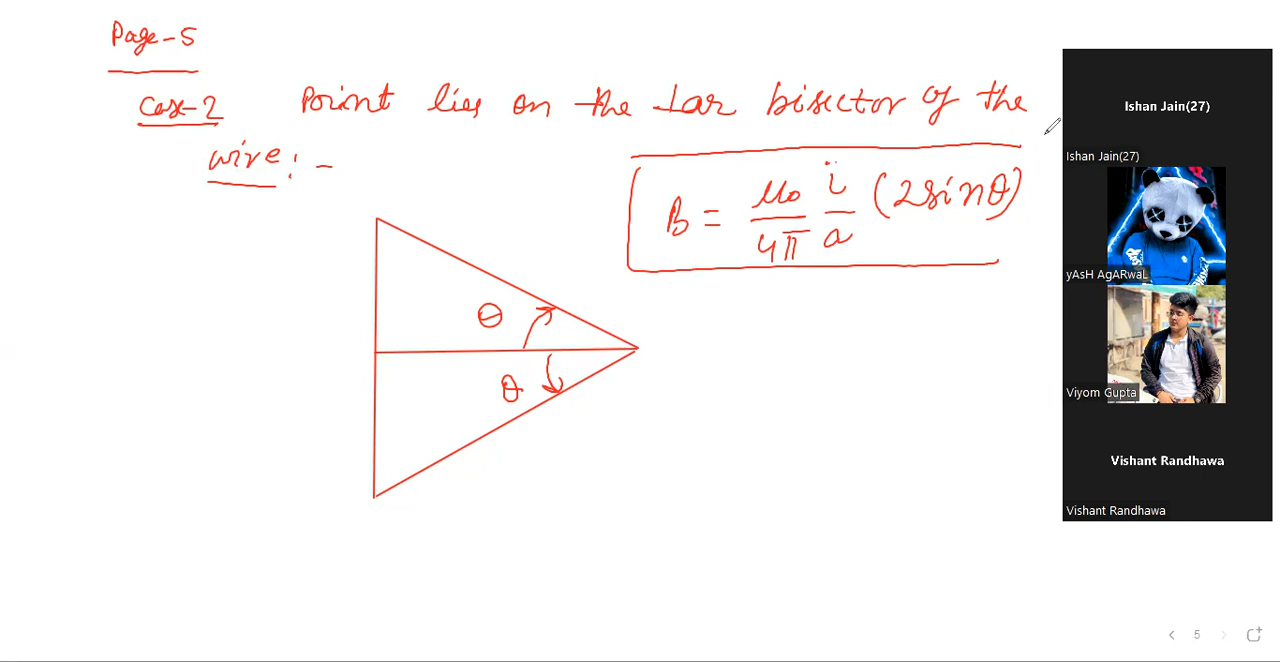 Page-5
Case-2 Point lies on the ⊥ar bisector of the
wire:-
B = μ0/4π i/a (2sinθ)
θ
θ
Ishan Jain(27)
Ishan Jain(27)
yAsH AgARwaL
Viyom Gupta
Vishant Randhawa
Vishant Randhawa
< 5 >